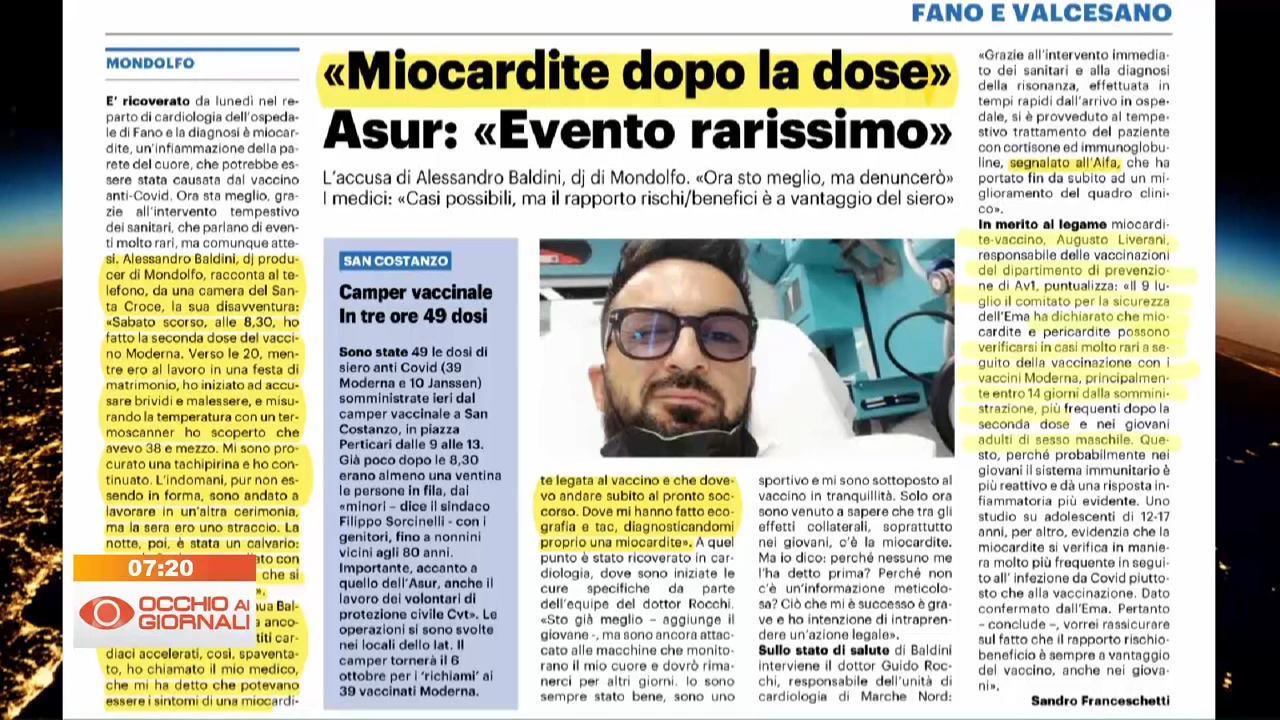 FANO E VALCESANO
MONDOLFO
E' ricoverato da lunedì nel re-
parto di cardiologia dell'ospeda-
le di Fano e la diagnosi è miocar-
dite, un'infiammazione della pa-
rete del cuore, che potrebbe es-
sere stata causata dal vaccino
anti-Covid. Ora sta meglio, gra-
zie all'intervento tempestivo
dei sanitari, che parlano di even-
ti molto rari, ma comunque atte-
si. Alessandro Baldini, dj produ-
cer di Mondolfo, racconta al te-
lefono, da una camera del San-
ta Croce, la sua disavventura:
«Sabato scorso, alle 8,30, ho
fatto la seconda dose del vacci-
no Moderna. Verso le 20, men-
tre ero al lavoro in una festa di
matrimonio, ho iniziato ad accu-
sare brividi e malessere, e misu-
rando la temperatura con un ter-
moscanner ho scoperto che
avevo 38 e mezzo. Mi sono pro-
curato una tachipirina e ho con-
tinuato. L'indomani, pur non es-
sendo in forma, sono andato a
lavorare in un'altra cerimonia,
ma la sera ero uno straccio. La
notte, poi, è stata un calvario:
con
che si
».
ua Bal-
anco-
titi car-
diaci accelerati, così, spaventa-
to, ho chiamato il mio medico,
che mi ha detto che potevano
essere i sintomi di una miocardi-
07:20
OCCHIO AI
GIORNALI
«Miocardite dopo la dose»
Asur: «Evento rarissimo»
L'accusa di Alessandro Baldini, dj di Mondolfo. «Ora sto meglio, ma denuncerò»
I medici: «Casi possibili, ma il rapporto rischi/benefici è a vantaggio del siero»
SAN COSTANZO
Camper vaccinale
In tre ore 49 dosi
Sono state 49 le dosi di
siero anti Covid (39
Moderna e 10 Janssen)
somministrate ieri dal
camper vaccinale a San
Costanzo, in piazza
Perticari dalle 9 alle 13.
Già poco dopo le 8,30
erano almeno una ventina
le persone in fila, dai
«minori – dice il sindaco
Filippo Sorcinelli - con i
genitori, fino a nonnini
vicini agli 80 anni.
Importante, accanto a
quello dell'Asur, anche il
lavoro dei volontari di
protezione civile Cvt». Le
operazioni si sono svolte
nei locali dello Iat. Il
camper tornerà il 6
ottobre per i 'richiami' ai
39 vaccinati Moderna.
te legata al vaccino e che dove-
vo andare subito al pronto soc-
corso. Dove mi hanno fatto eco-
grafia e tac, diagnosticandomi
proprio una miocardite». A quel
punto è stato ricoverato in car-
diologia, dove sono iniziate le
cure specifiche da parte
dell'equipe del dottor Rocchi.
«Sto già meglio – aggiunge il
giovane -, ma sono ancora attac-
cato alle macchine che monito-
rano il mio cuore e dovrò rima-
nerci per altri giorni. Io sono
sempre stato bene, sono uno
sportivo e mi sono sottoposto al
vaccino in tranquillità. Solo ora
sono venuto a sapere che tra gli
effetti collaterali, soprattutto
nei giovani, c'è la miocardite.
Ma io dico: perché nessuno me
l'ha detto prima? Perché non
c'è un'informazione meticolo-
sa? Ciò che mi è successo è gra-
ve e ho intenzione di intrapren-
dere un'azione legale».
Sullo stato di salute di Baldini
interviene il dottor Guido Roc-
chi, responsabile dell'unità di
cardiologia di Marche Nord:
«Grazie all'intervento immedia-
to dei sanitari e alla diagnosi
della risonanza, effettuata in
tempi rapidi dall'arrivo in ospe-
dale, si è provveduto al tempe-
stivo trattamento del paziente
con cortisone ed immunoglobu-
line, segnalato all'Aifa, che ha
portato fin da subito ad un mi-
glioramento del quadro clini-
co».
In merito al legame miocardi-
te-vaccino, Augusto Liverani,
responsabile delle vaccinazioni
del dipartimento di prevenzio-
ne di Av1, puntualizza: «Il 9 lu-
glio il comitato per la sicurezza
dell'Ema ha dichiarato che mio-
cardite e pericardite possono
verificarsi in casi molto rari a se-
guito della vaccinazione con i
vaccini Moderna, principalmen-
te entro 14 giorni dalla sommini-
strazione, più frequenti dopo la
seconda dose e nei giovani
adulti di sesso maschile. Que-
sto, perché probabilmente nei
giovani il sistema immunitario è
più reattivo e dà una risposta in-
fiammatoria più evidente. Uno
studio su adolescenti di 12-17
anni, per altro, evidenzia che la
miocardite si verifica in manie-
ra molto più frequente in segui-
to all' infezione da Covid piutto-
sto che alla vaccinazione. Dato
confermato dall'Ema. Pertanto
– conclude –, vorrei rassicurare
sul fatto che il rapporto rischio-
beneficio è sempre a vantaggio
del vaccino, anche nei giova-
ni».
Sandro Franceschetti